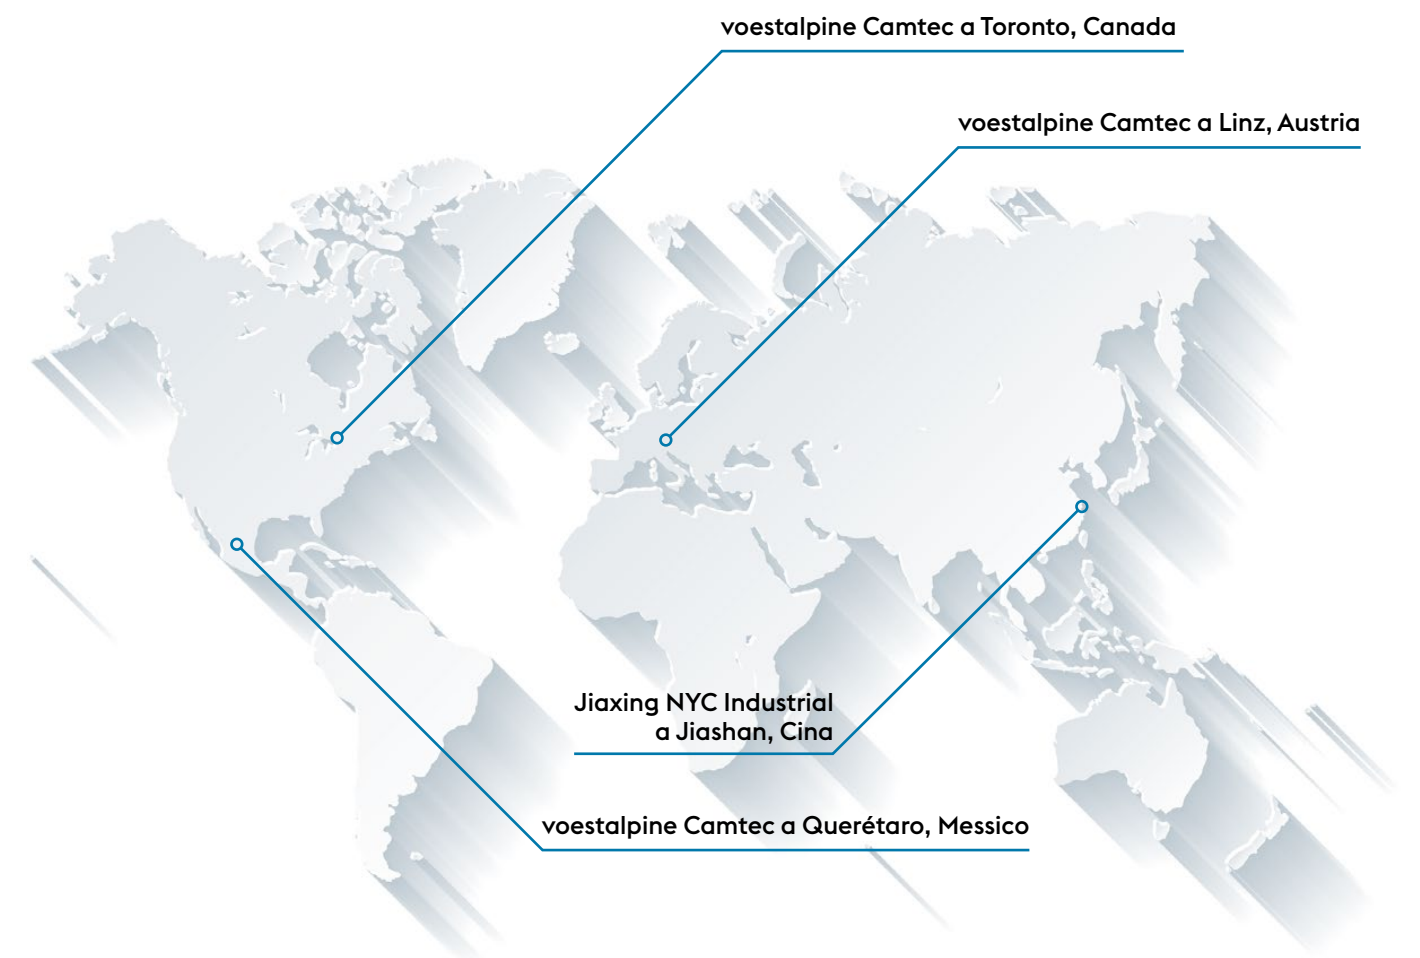 voestalpine Camtec a Toronto, Canada
voestalpine Camtec a Linz, Austria
Jiaxing NYC Industrial
a Jiashan, Cina
voestalpine Camtec a Querétaro, Messico